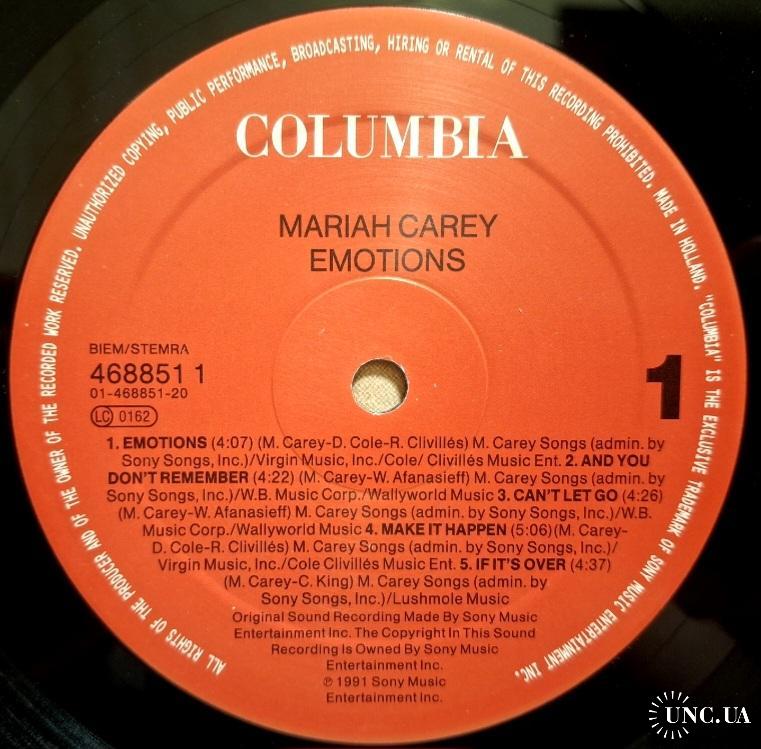 ALL RIGHTS OF THE PRODUCER AND OF THE OWNER OF THE RECORDED WORK RESERVED. UNAUTHORIZED COPYING, PUBLIC PERFORMANCE, BROADCASTING, HIRING OR RENTAL OF THIS RECORDING PROHIBITED. MADE IN HOLLAND. "COLUMBIA" IS THE EXCLUSIVE TRADEMARK OF SONY MUSIC ENTERTAINMENT INC.
COLUMBIA
MARIAH CAREY
EMOTIONS
BIEM/STEMRA
468851 1
01-468851-20
LC 0162
1
1. EMOTIONS (4:07) (M. Carey-D. Cole-R. Clivillés) M. Carey Songs (admin. by
Sony Songs, Inc.)/Virgin Music, Inc./Cole/ Clivillés Music Ent. 2. AND YOU
DON'T REMEMBER (4:22) (M. Carey-W. Afanasieff) M. Carey Songs (admin. by
Sony Songs, Inc.)/W.B. Music Corp./Wallyworld Music 3. CAN'T LET GO (4:26)
(M. Carey-W. Afanasieff) M. Carey Songs (admin. by Sony Songs, Inc.)/W.B.
Music Corp./Wallyworld Music 4. MAKE IT HAPPEN (5:06)(M. Carey-
D. Cole-R. Clivillés) M. Carey Songs (admin. by Sony Songs, Inc.)/
Virgin Music, Inc./Cole Clivillés Music Ent. 5. IF IT'S OVER (4:37)
(M. Carey-C. King) M. Carey Songs (admin. by
Sony Songs, Inc.)/Lushmole Music
Original Sound Recording Made By Sony Music
Entertainment Inc. The Copyright In This Sound
Recording Is Owned By Sony Music
Entertainment Inc.
℗ 1991 Sony Music
Entertainment Inc.
UNC.UA